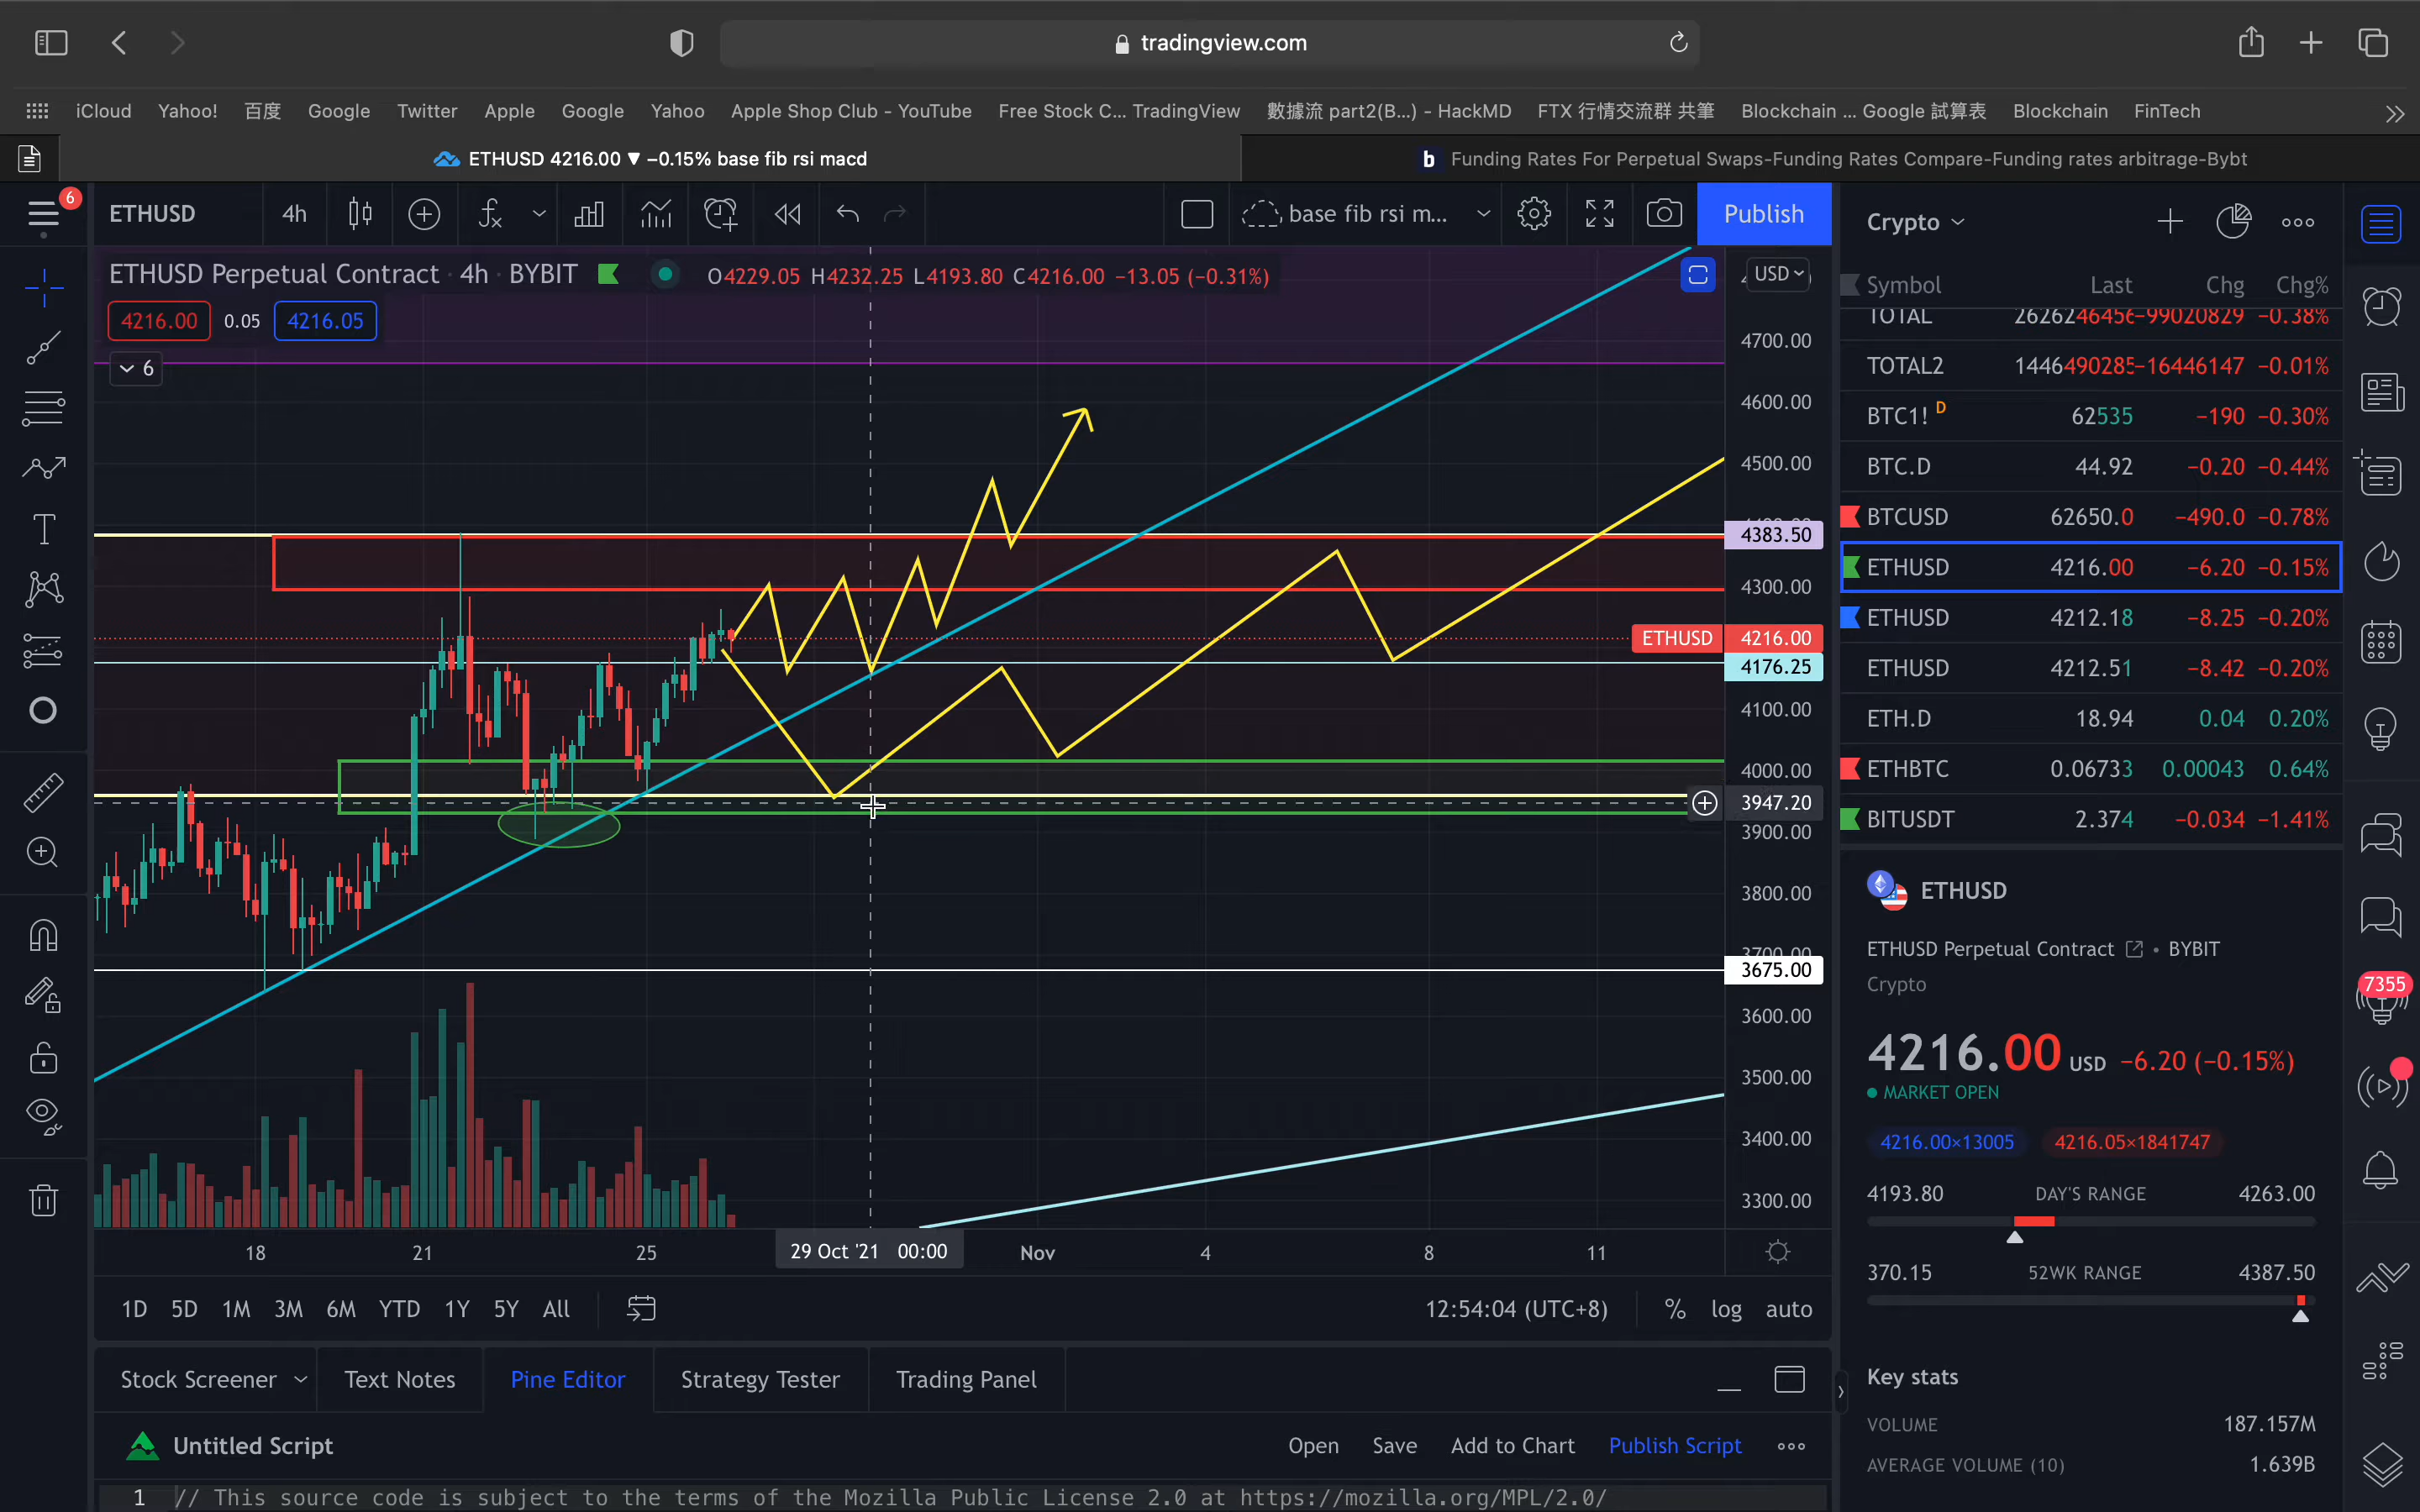 tradingview.com
iCloud Yahoo! 百度 Google Twitter Apple Google Yahoo Apple Shop Club - YouTube Free Stock C... TradingView 數據流 part2(B...) - HackMD FTX 行情交流群 共筆 Blockchain ... Google 試算表 Blockchain FinTech
ETHUSD 4216.00 ▼ −0.15% base fib rsi macd
b Funding Rates For Perpetual Swaps-Funding Rates Compare-Funding rates arbitrage-Bybt
6
ETHUSD 4h base fib rsi m... Publish
ETHUSD Perpetual Contract · 4h · BYBIT O4229.05 H4232.25 L4193.80 C4216.00 −13.05 (−0.31%)
USD
4216.00 0.05 4216.05
6
4700.00
4600.00
4500.00
4383.50
4300.00
ETHUSD 4216.00
4176.25
4100.00
4000.00
3947.20
3900.00
3800.00
3675.00
3600.00
3500.00
3400.00
3300.00
18 21 25 29 Oct '21 00:00 Nov 4 8 11
1D 5D 1M 3M 6M YTD 1Y 5Y All
12:54:04 (UTC+8) % log auto
Stock Screener Text Notes Pine Editor Strategy Tester Trading Panel
Untitled Script Open Save Add to Chart Publish Script
1 // This source code is subject to the terms of the Mozilla Public License 2.0 at https://mozilla.org/MPL/2.0/
Crypto
Symbol Last Chg Chg%
TOTAL −0.38%
TOTAL2 −16446147 −0.01%
BTC1! D 62535 −190 −0.30%
BTC.D 44.92 −0.20 −0.44%
BTCUSD 62650.0 −490.0 −0.78%
ETHUSD 4216.00 −6.20 −0.15%
ETHUSD 4212.18 −8.25 −0.20%
ETHUSD 4212.51 −8.42 −0.20%
ETH.D 18.94 0.04 0.20%
ETHBTC 0.06733 0.00043 0.64%
BITUSDT 2.374 −0.034 −1.41%
ETHUSD
ETHUSD Perpetual Contract • BYBIT
Crypto
4216.00 USD −6.20 (−0.15%)
MARKET OPEN
4216.00×13005 4216.05×1841747
4193.80 DAY'S RANGE 4263.00
370.15 52WK RANGE 4387.50
Key stats
VOLUME 187.157M
AVERAGE VOLUME (10) 1.639B
7355